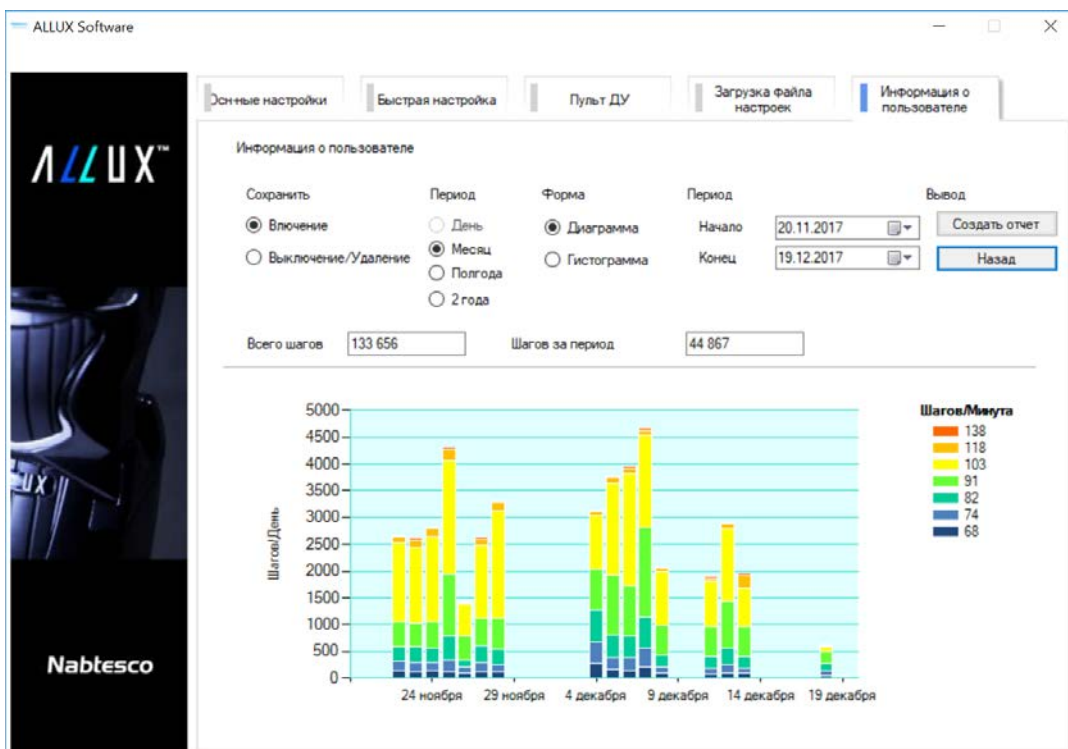 ALLUX Software
ALLUX™
Осн-ные настройки
Быстрая настройка
Пульт ДУ
Загрузка файла
настроек
Информация о
пользователе
Информация о пользователе
Сохранить
Период
Форма
Период
Вывод
Влючение
День
Диаграмма
Начало
20.11.2017
Создать отчет
Выключение/Удаление
Месяц
Гистограмма
Конец
19.12.2017
Назад
Полгода
2 года
Всего шагов
133 656
Шагов за период
44 867
Шагов/День
5000
4500
4000
3500
3000
2500
2000
1500
1000
500
0
24 ноября
29 ноября
4 декабря
9 декабря
14 декабря
19 декабря
Шагов/Минута
138
118
103
91
82
74
68
UX
Nabtesco